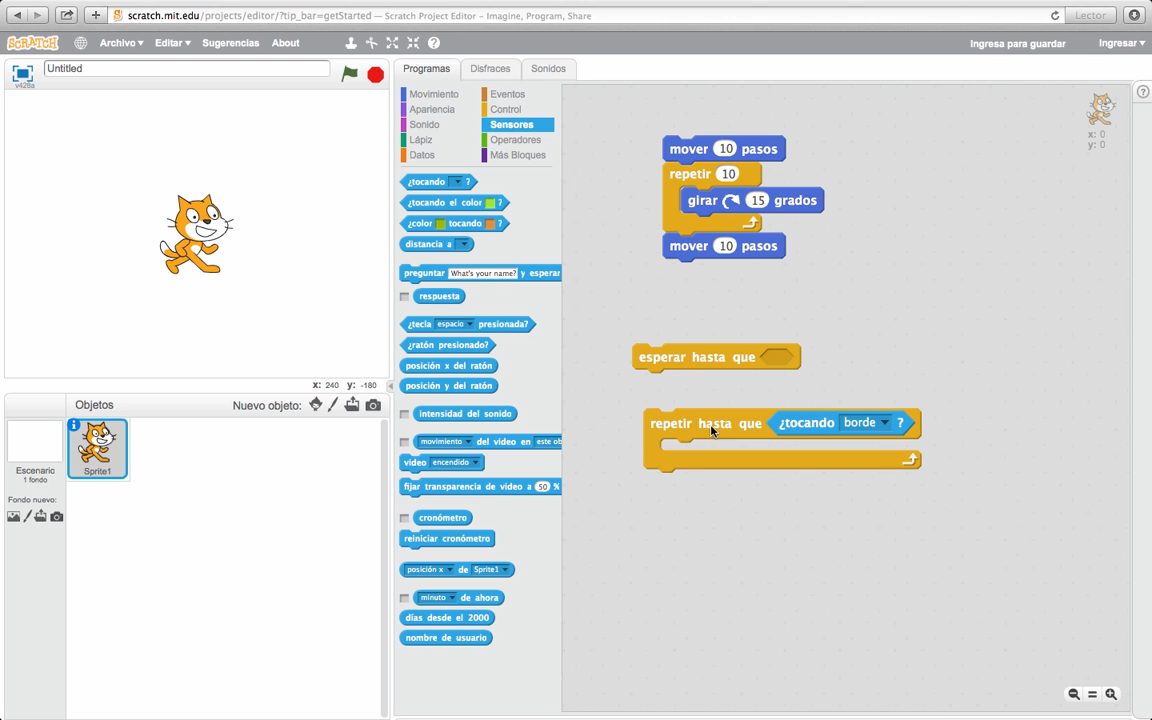 scratch.mit.edu/projects/editor/?tip_bar=getStarted — Scratch Project Editor - Imagine, Program, Share
Lector
SCRATCH
Archivo▾ Editar▾ Sugerencias About
Ingresa para guardar Ingresar▾
v428a
Untitled
Programas Disfraces Sonidos
Movimiento Eventos
Apariencia Control
Sonido Sensores
Lápiz Operadores
Datos Más Bloques
¿tocando ?
¿tocando el color ?
¿color tocando ?
distancia a
preguntar What's your name? y esperar
respuesta
¿tecla espacio presionada?
¿ratón presionado?
posición x del ratón
posición y del ratón
intensidad del sonido
movimiento del video en este ob
video encendido
fijar transparencia de video a 50 %
cronómetro
reiniciar cronómetro
posición x de Sprite1
minuto de ahora
días desde el 2000
nombre de usuario
mover 10 pasos
repetir 10
girar 15 grados
mover 10 pasos
esperar hasta que
repetir hasta que ¿tocando borde ?
x: 0
y: 0
x: 240 y: -180
Objetos Nuevo objeto:
Sprite1
Escenario
1 fondo
Fondo nuevo: